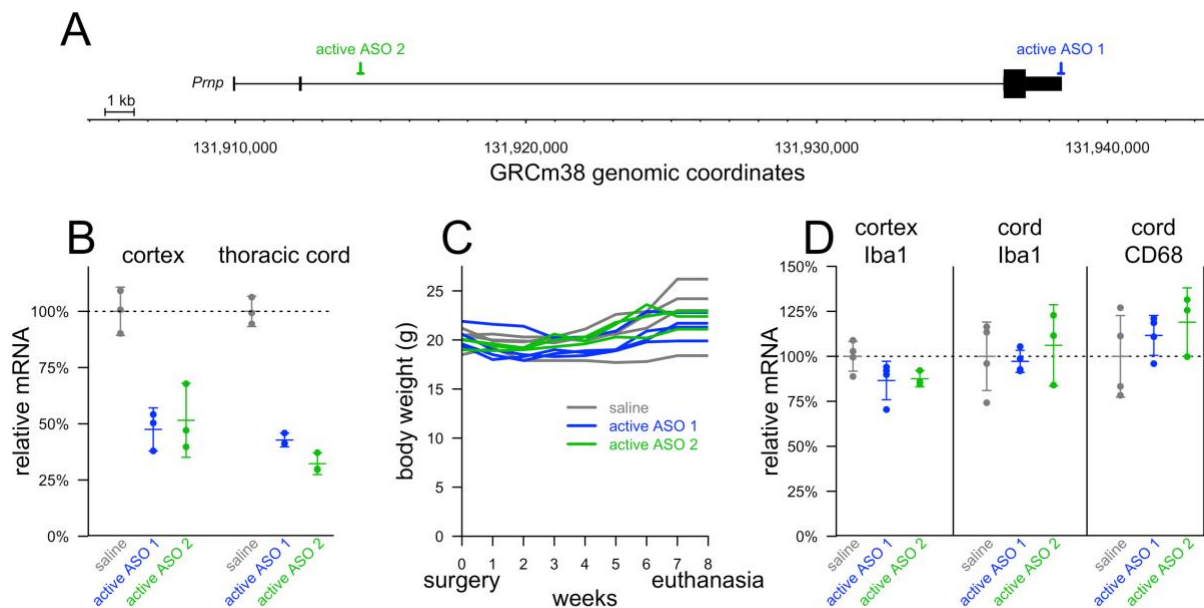 A
active ASO 2
active ASO 1
Prnp
1 kb
131,910,000 131,920,000 131,930,000 131,940,000
GRCm38 genomic coordinates
B
cortex thoracic cord
relative mRNA
100%
75%
50%
25%
0%
saline
active ASO 1
active ASO 2
saline
active ASO 1
active ASO 2
C
body weight (g)
25
20
15
10
5
0
saline
active ASO 1
active ASO 2
0 1 2 3 4 5 6 7 8
surgery euthanasia
weeks
D
cortex Iba1
cord Iba1
cord CD68
relative mRNA
150%
125%
100%
75%
50%
25%
0%
saline
active ASO 1
active ASO 2
saline
active ASO 1
active ASO 2
saline
active ASO 1
active ASO 2